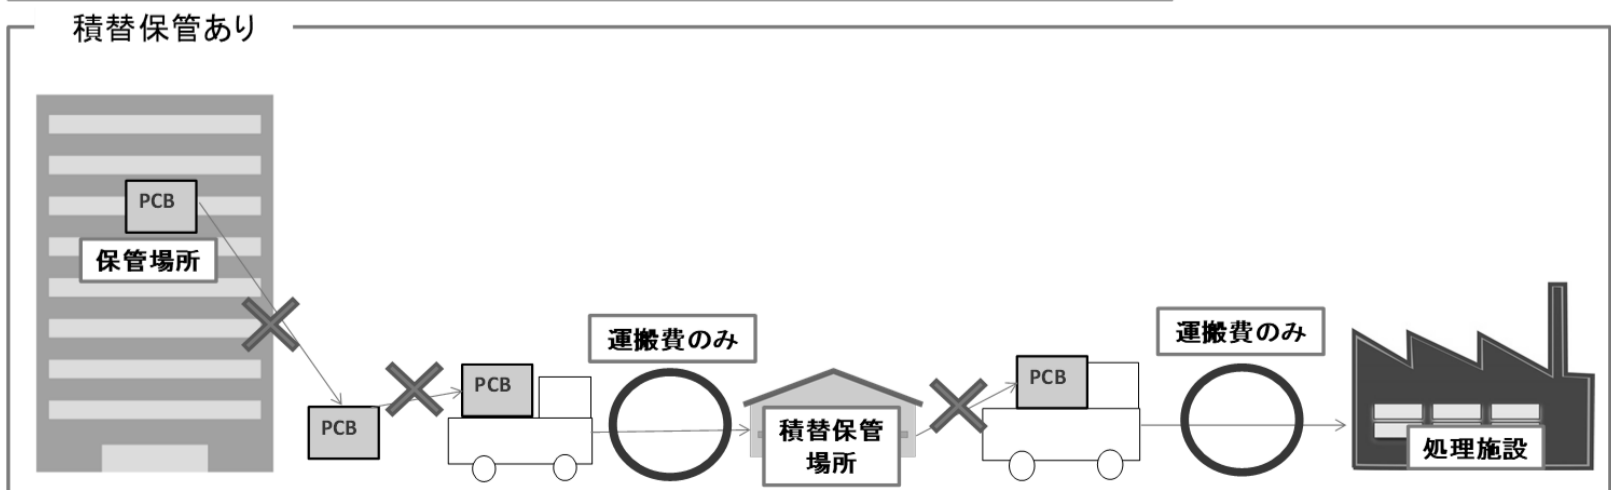 積替保管あり
PCB
保管場所
PCB
PCB
運搬費のみ
積替保管
場所
PCB
運搬費のみ
処理施設